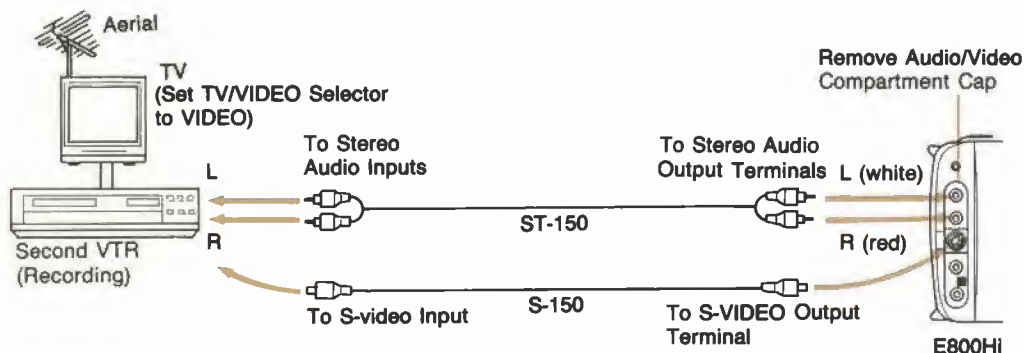 Aerial
TV
(Set TV/VIDEO Selector
to VIDEO)
Remove Audio/Video
Compartment Cap
To Stereo
Audio Inputs
To Stereo Audio
Output Terminals
L
L (white)
ST-150
R
R (red)
Second VTR
(Recording)
To S-video Input
S-150
To S-VIDEO Output
Terminal
E800Hi